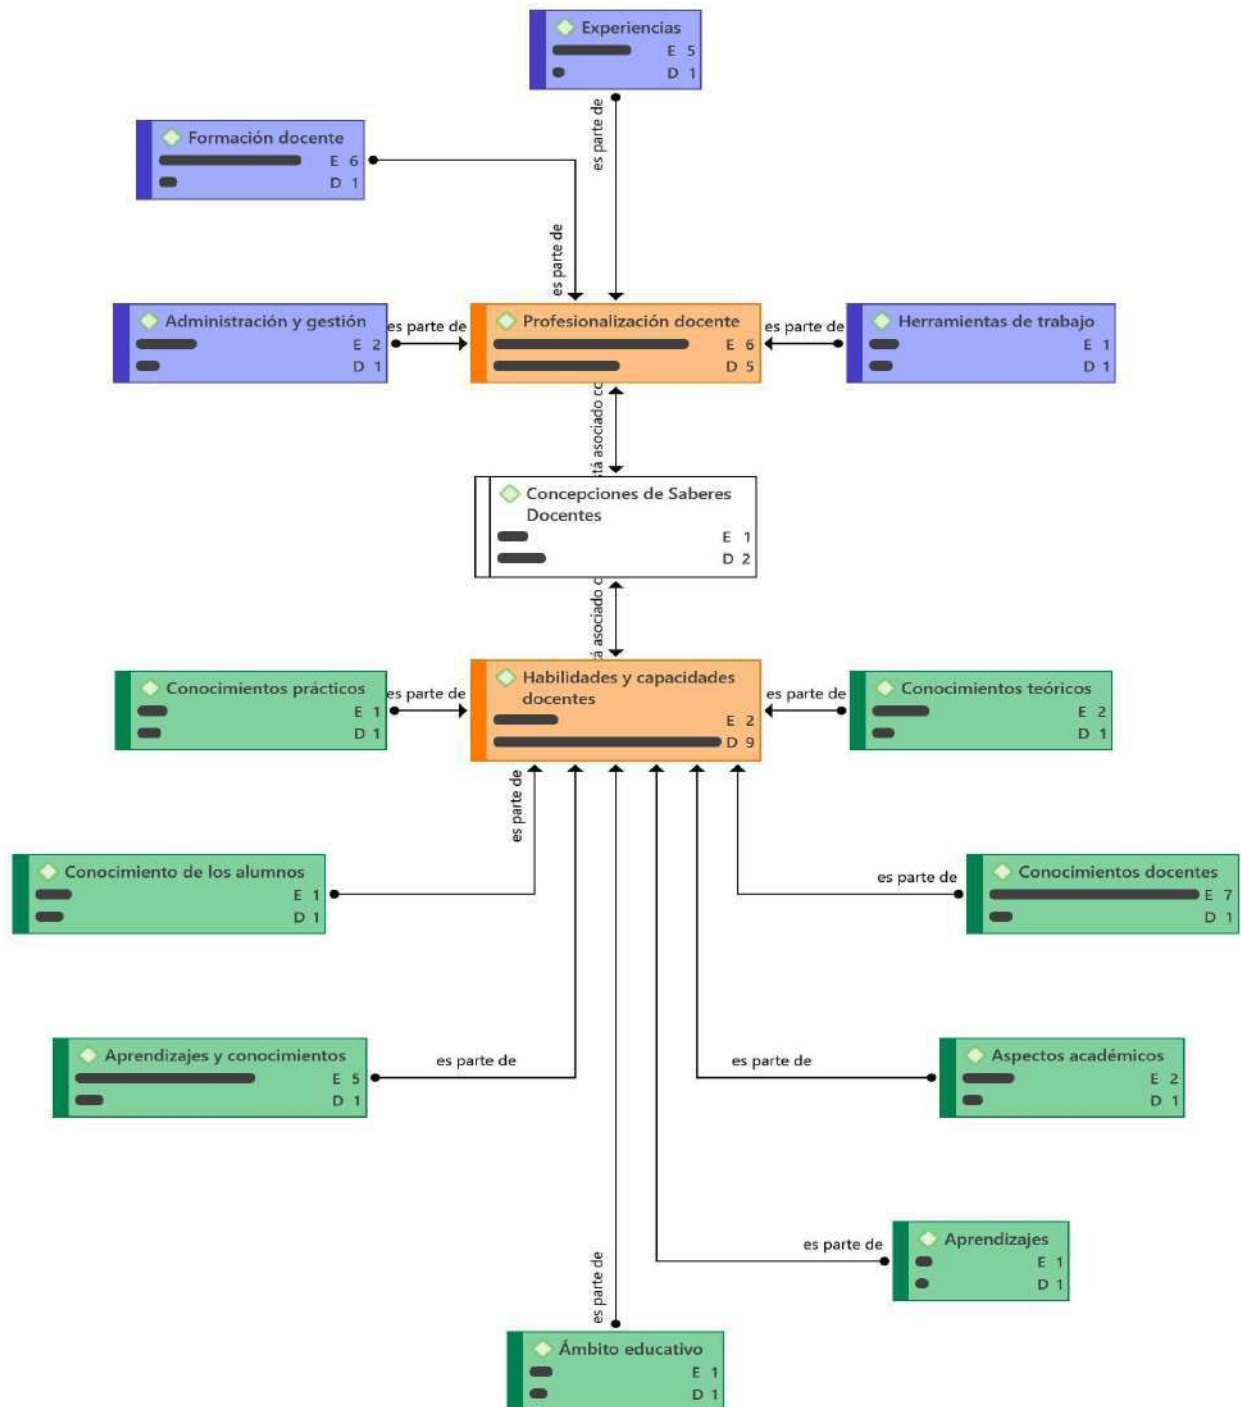 Experiencias
E 5
D 1
es parte de
Formación docente
E 6
D 1
es parte de
Administración y gestión
E 2
D 1
es parte de
Profesionalización docente
E 6
D 5
es parte de
Herramientas de trabajo
E 1
D 1
asociado
Concepciones de Saberes
Docentes
E 1
D 2
asociado
Conocimientos prácticos
E 1
D 1
es parte de
Habilidades y capacidades
docentes
E 2
D 9
es parte de
Conocimientos teóricos
E 2
D 1
es parte de
Conocimiento de los alumnos
E 1
D 1
es parte de
Conocimientos docentes
E 7
D 1
Aprendizajes y conocimientos
E 5
D 1
es parte de
es parte de
Aspectos académicos
E 2
D 1
es parte de
Aprendizajes
E 1
D 1
es parte de
Ámbito educativo
E 1
D 1